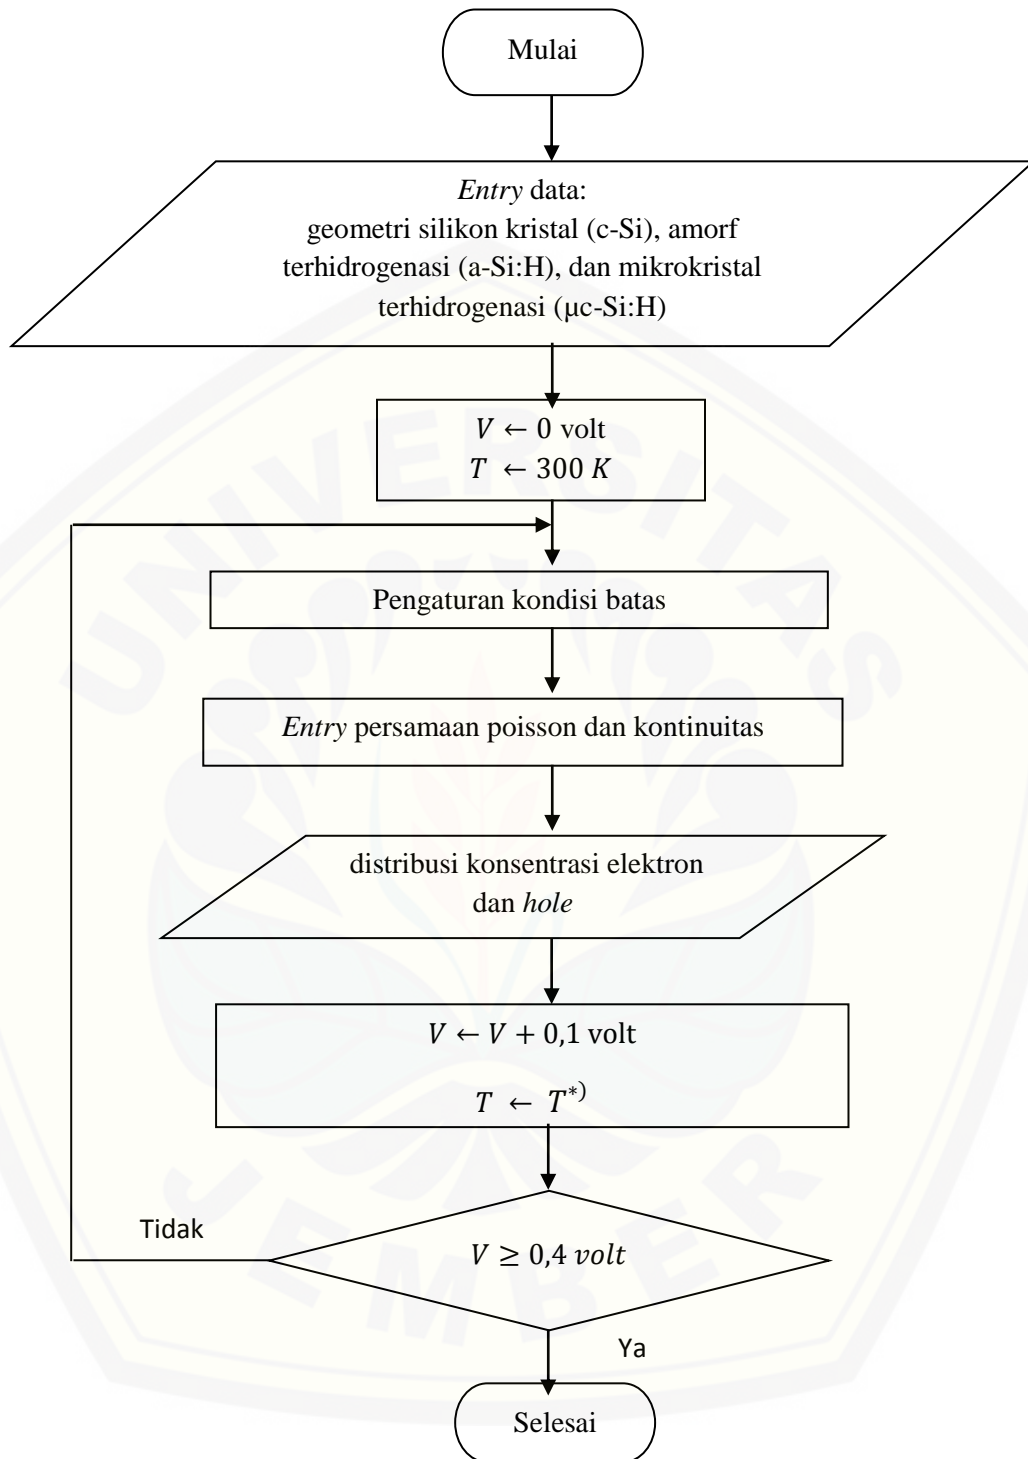 Mulai
Entry data:
geometri silikon kristal (c-Si), amorf
terhidrogenasi (a-Si:H), dan mikrokristal
terhidrogenasi (μc-Si:H)
V ← 0 volt
T ← 300 K
Pengaturan kondisi batas
Entry persamaan poisson dan kontinuitas
distribusi konsentrasi elektron
dan hole
V ← V + 0,1 volt
T ← T*)
Tidak
V ≥ 0,4 volt
Ya
Selesai
UNIVERSITAS
JEMBER